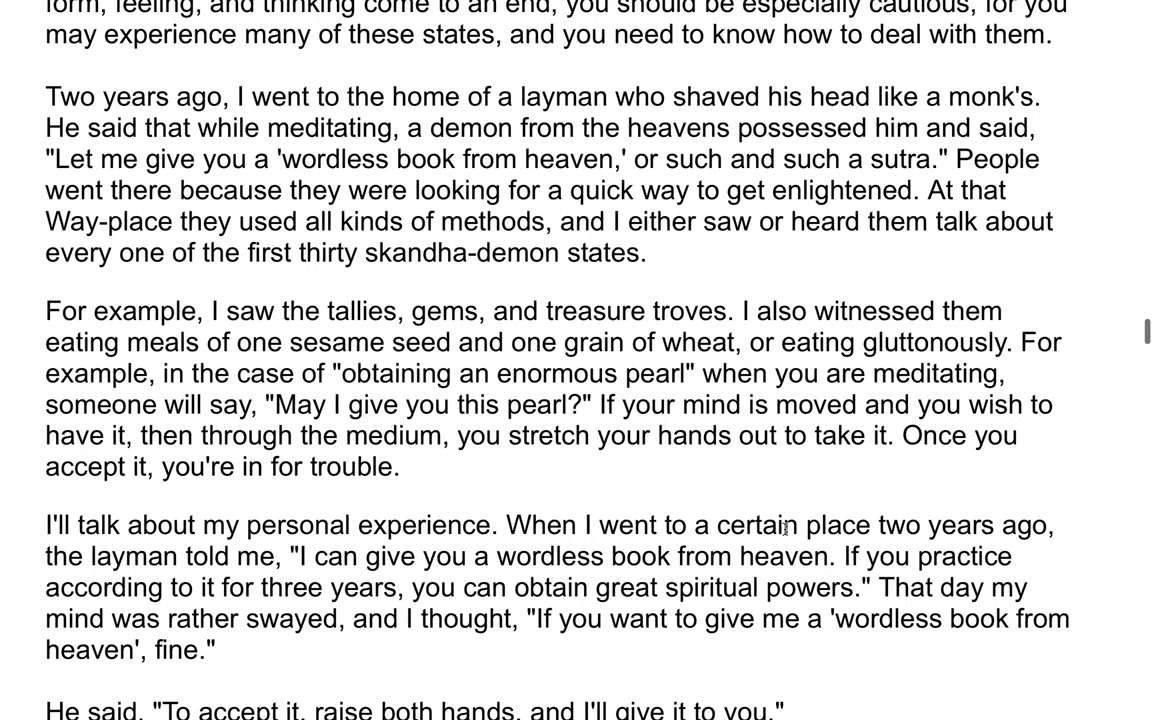 form, feeling, and thinking come to an end, you should be especially cautious, for you
may experience many of these states, and you need to know how to deal with them.
Two years ago, I went to the home of a layman who shaved his head like a monk's.
He said that while meditating, a demon from the heavens possessed him and said,
"Let me give you a 'wordless book from heaven,' or such and such a sutra." People
went there because they were looking for a quick way to get enlightened. At that
Way-place they used all kinds of methods, and I either saw or heard them talk about
every one of the first thirty skandha-demon states.
For example, I saw the tallies, gems, and treasure troves. I also witnessed them
eating meals of one sesame seed and one grain of wheat, or eating gluttonously. For
example, in the case of "obtaining an enormous pearl" when you are meditating,
someone will say, "May I give you this pearl?" If your mind is moved and you wish to
have it, then through the medium, you stretch your hands out to take it. Once you
accept it, you're in for trouble.
I'll talk about my personal experience. When I went to a certain place two years ago,
the layman told me, "I can give you a wordless book from heaven. If you practice
according to it for three years, you can obtain great spiritual powers." That day my
mind was rather swayed, and I thought, "If you want to give me a 'wordless book from
heaven', fine."
He said, "To accept it, raise both hands, and I'll give it to you."